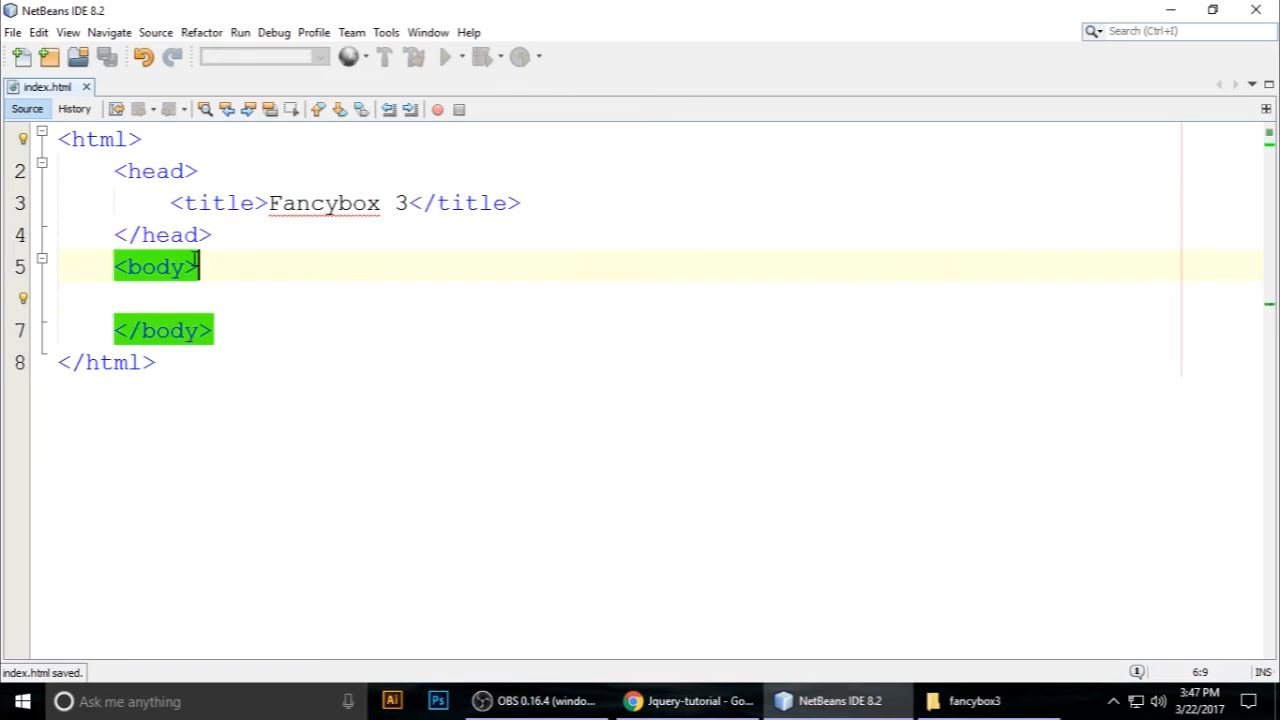 NetBeans IDE 8.2
File Edit View Navigate Source Refactor Run Debug Profile Team Tools Window Help
Search (Ctrl+I)
index.html
Source History
<html>
2 <head>
3 <title>Fancybox 3</title>
4 </head>
5 <body>
7 </body>
8 </html>
index.html saved.
1 6:9 INS
Ask me anything
Ai
Ps
OBS 0.16.4 (windo...
Jquery-tutorial - Go...
NetBeans IDE 8.2
fancybox3
3:47 PM
3/22/2017